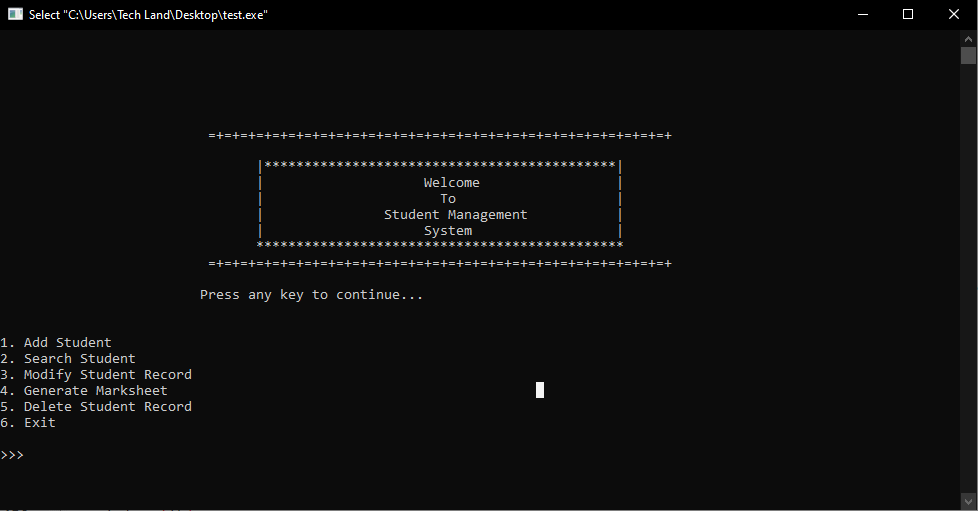 Select "C:\Users\Tech Land\Desktop\test.exe"
=+=+=+=+=+=+=+=+=+=+=+=+=+=+=+=+=+=+=+=+=+=+=+=+=+=+=+=+=+
|********************************************|
| Welcome |
| To |
| Student Management |
| System |
**********************************************
=+=+=+=+=+=+=+=+=+=+=+=+=+=+=+=+=+=+=+=+=+=+=+=+=+=+=+=+=+
Press any key to continue...
1. Add Student
2. Search Student
3. Modify Student Record
4. Generate Marksheet
5. Delete Student Record
6. Exit
>>>